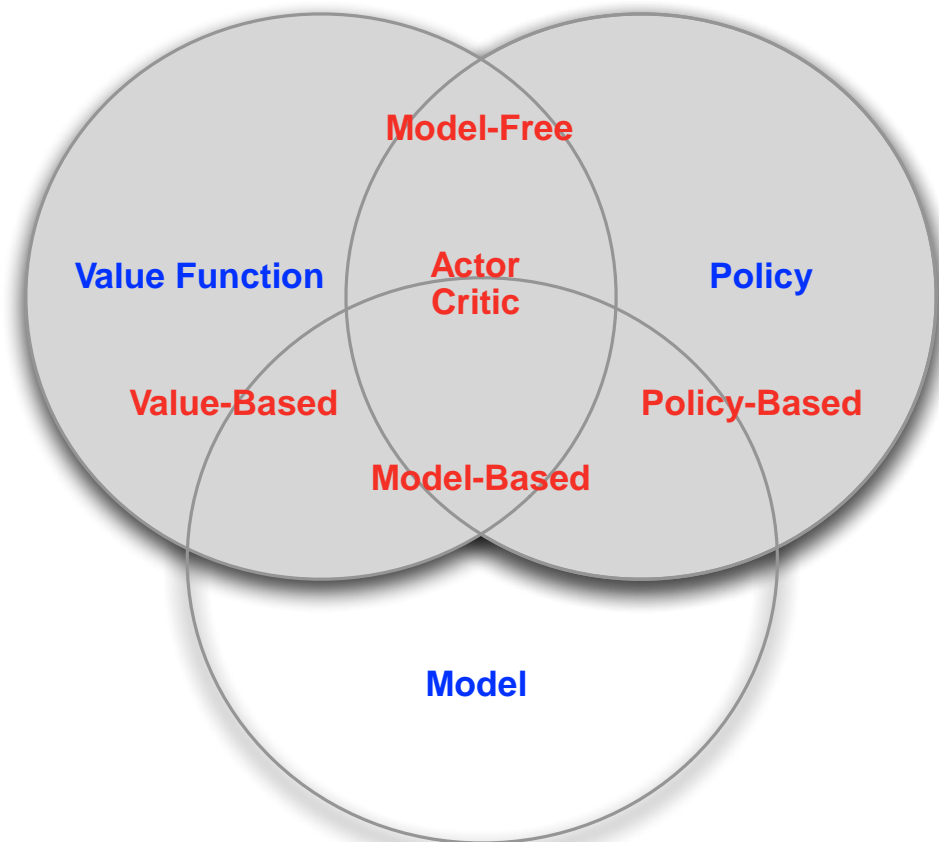 Model-Free
Value Function
Actor
Critic
Policy
Value-Based
Policy-Based
Model-Based
Model